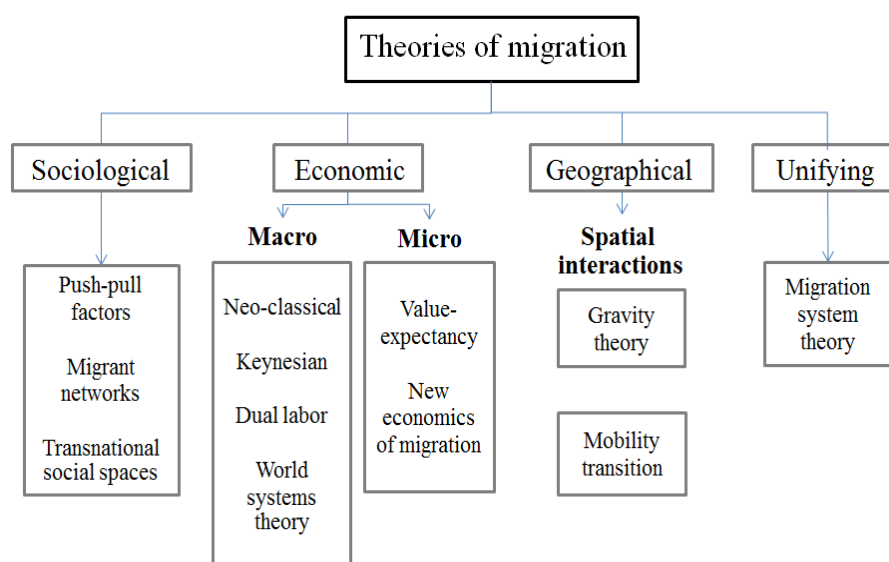 Theories of migration
Sociological
Economic
Geographical
Unifying
Macro
Micro
Spatial
interactions
Push-pull
factors
Migrant
networks
Transnational
social spaces
Neo-classical
Keynesian
Dual labor
World
systems
theory
Value-
expectancy
New
economics
of migration
Gravity
theory
Mobility
transition
Migration
system
theory